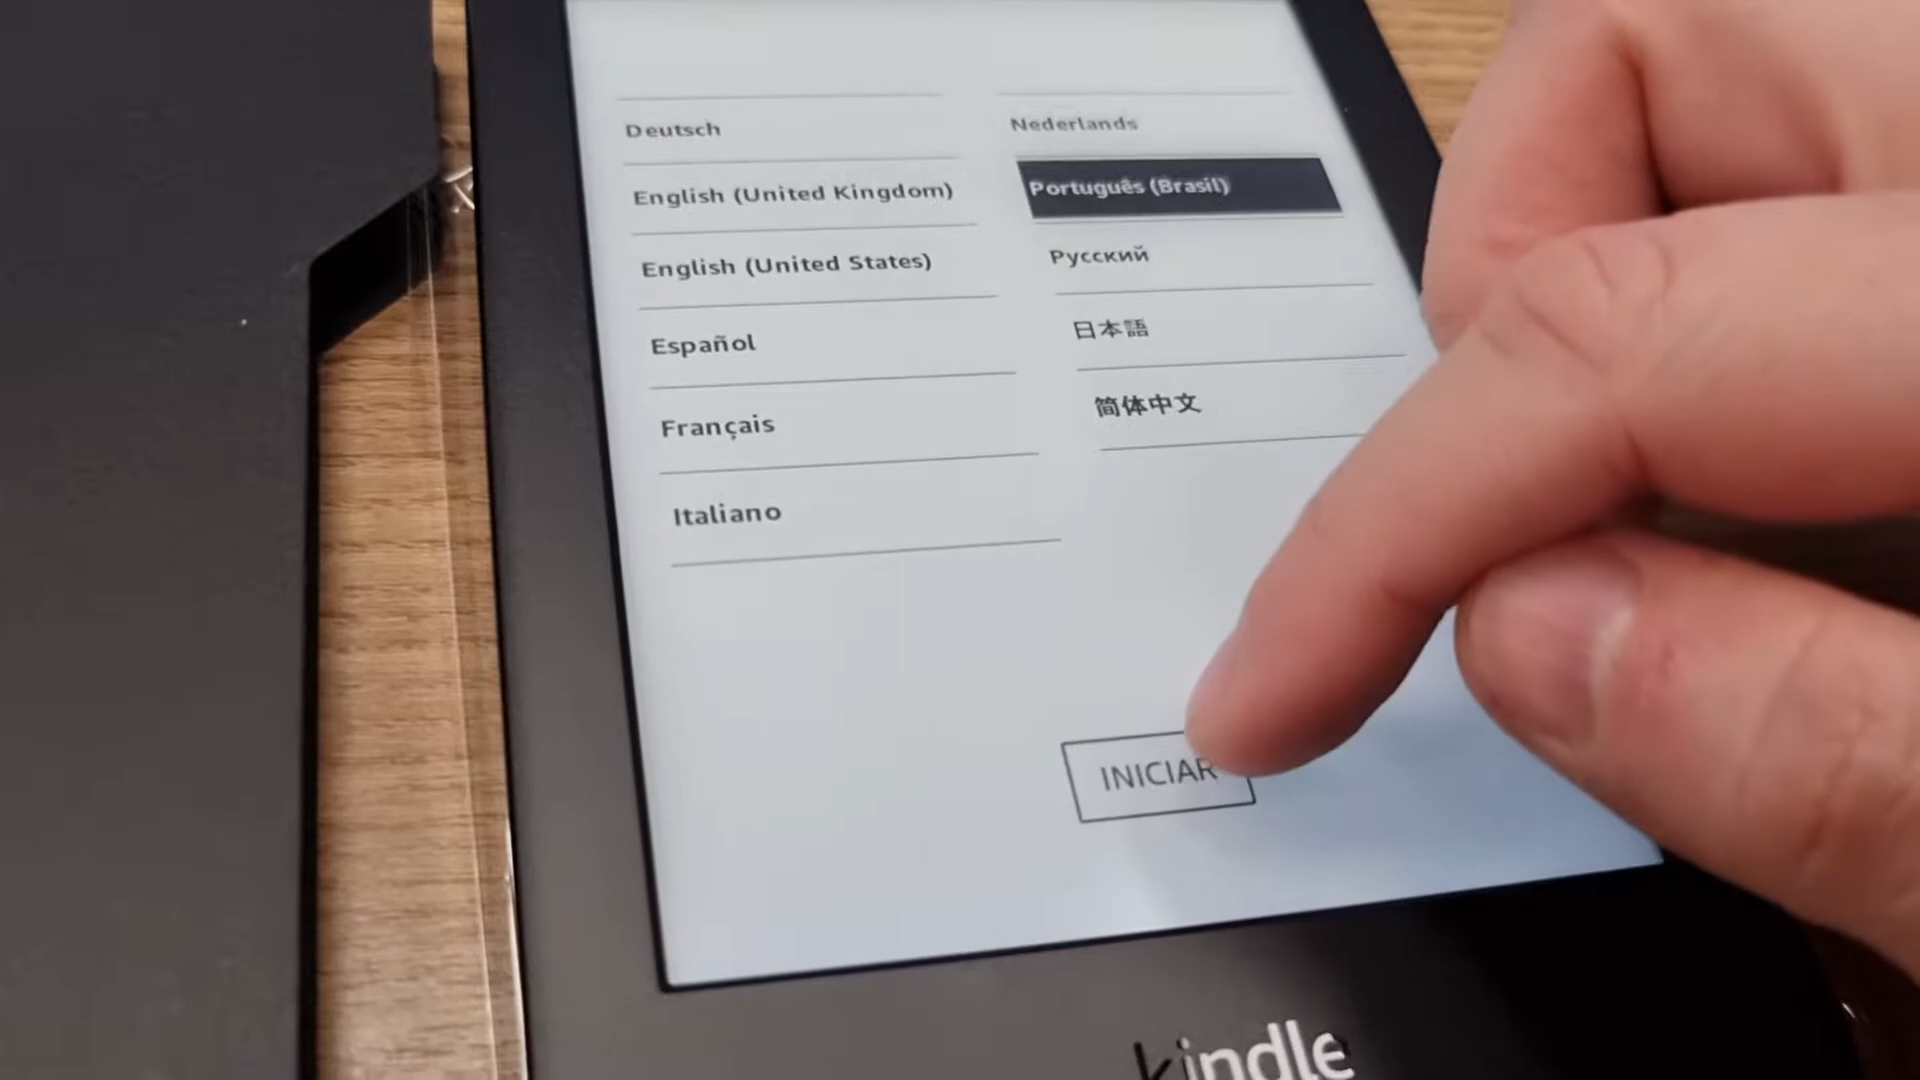 Deutsch
English (United Kingdom)
English (United States)
Español
Français
Italiano
Nederlands
Português (Brasil)
Русский
日本語
简体中文
INICIAR
kindle